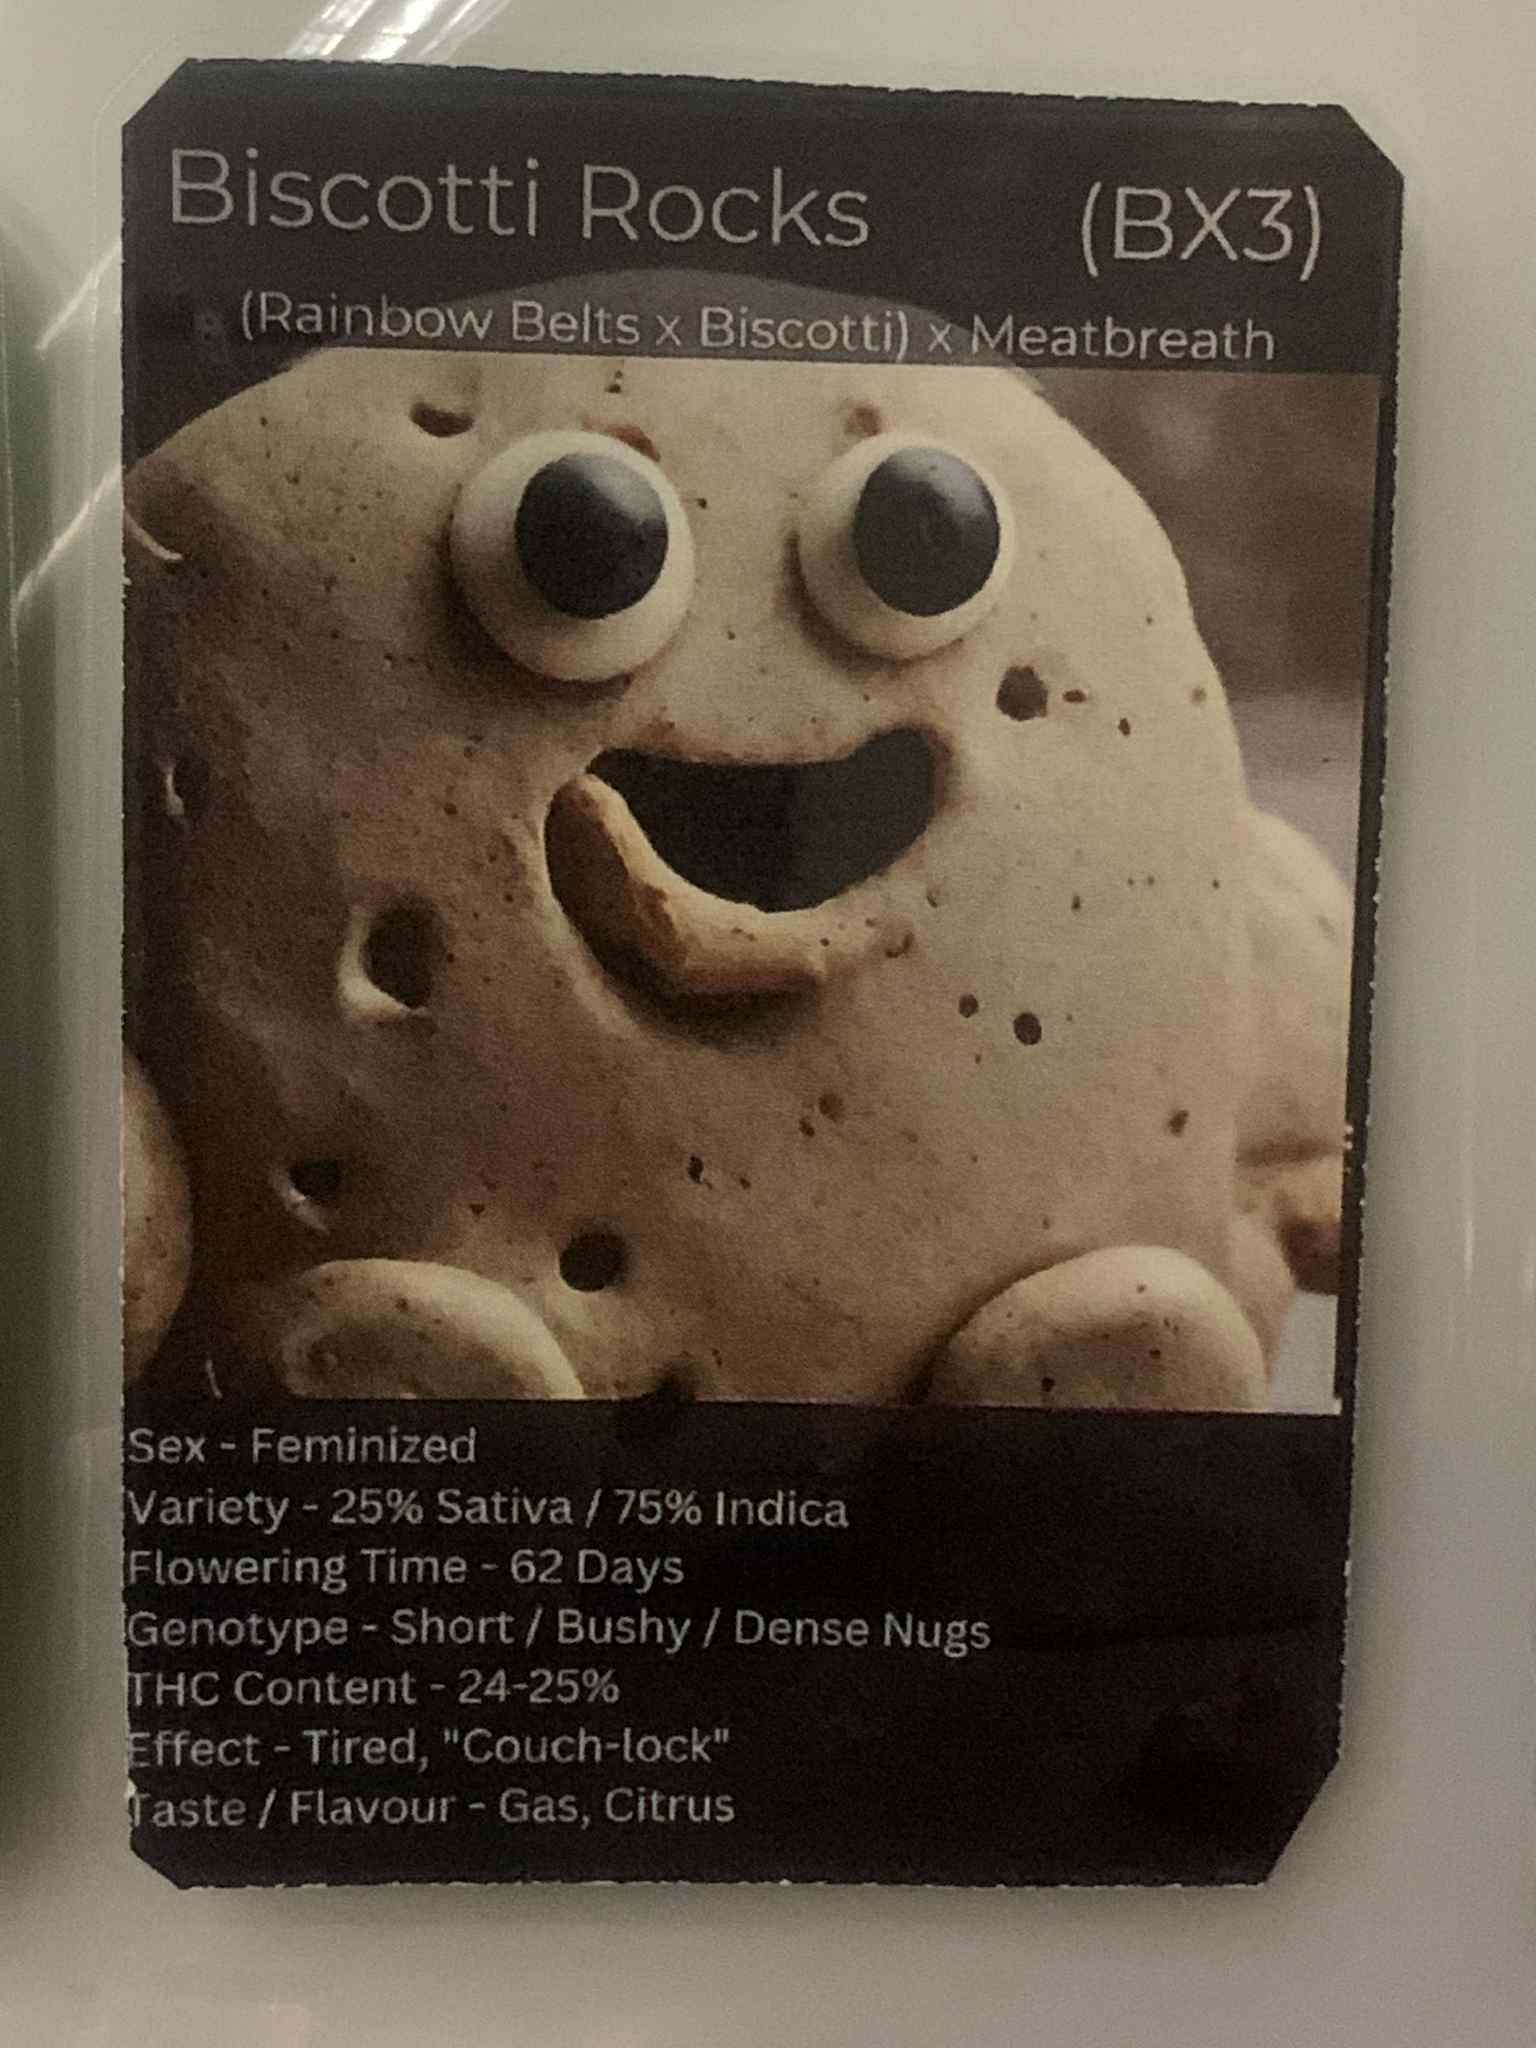 Biscotti Rocks (BX3)
(Rainbow Belts x Biscotti) x Meatbreath
Sex - Feminized
Variety - 25% Sativa / 75% Indica
Flowering Time - 62 Days
Genotype - Short / Bushy / Dense Nugs
THC Content - 24-25%
Effect - Tired, "Couch-lock"
Taste / Flavour - Gas, Citrus